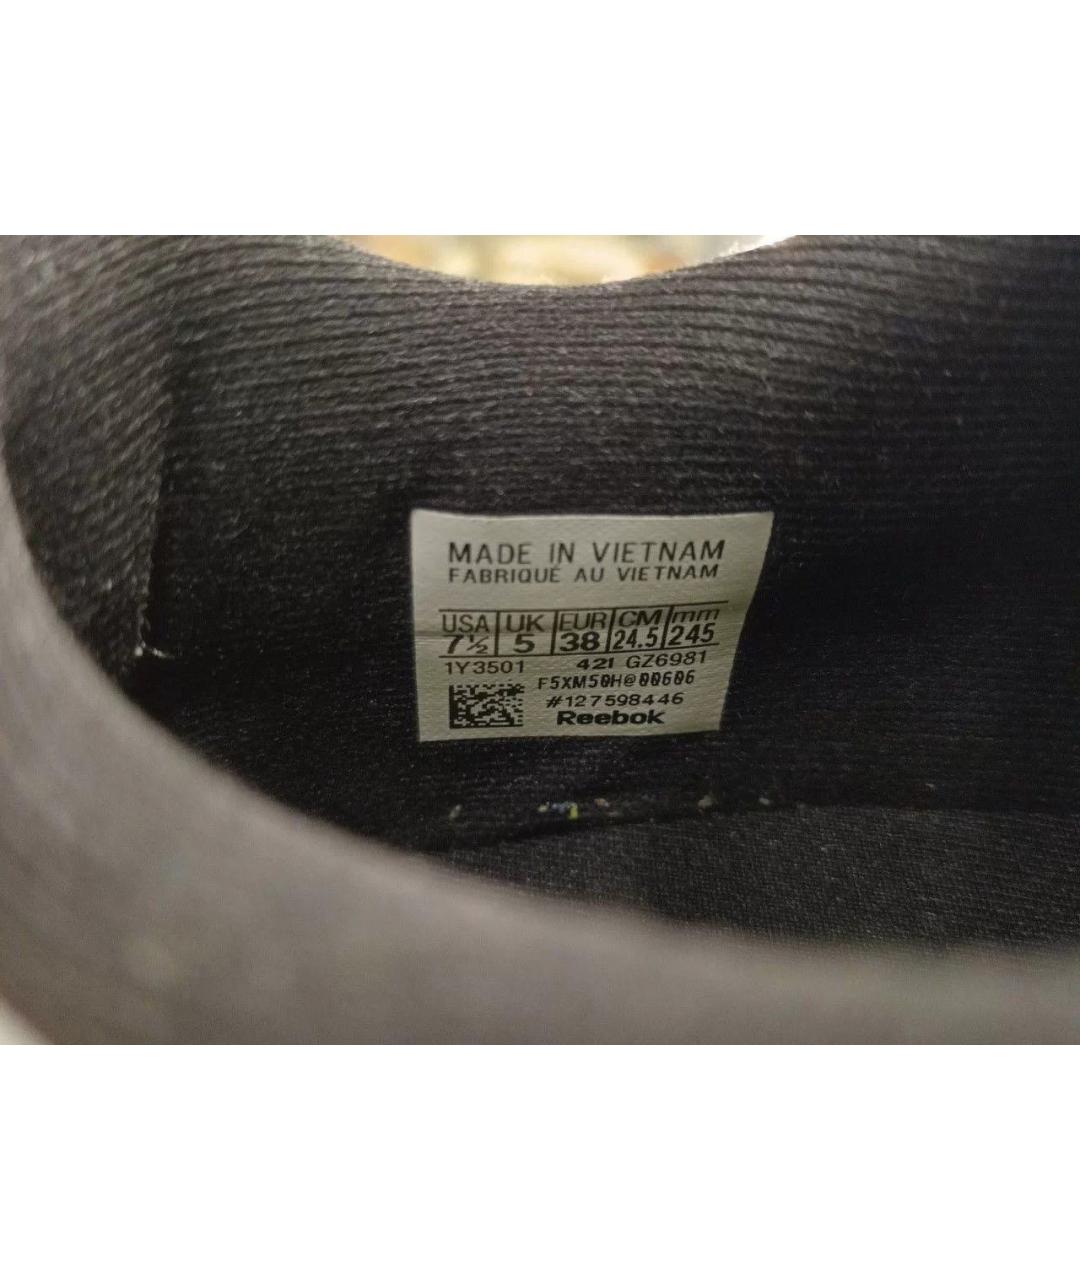 MADE IN VIETNAM
FABRIQUÉ AU VIETNAM
USA UK EUR CM mm
7½ 5 38 24.5 245
1Y3501 421 GZ6981
F5XM50H@00606
#127598446
Reebok